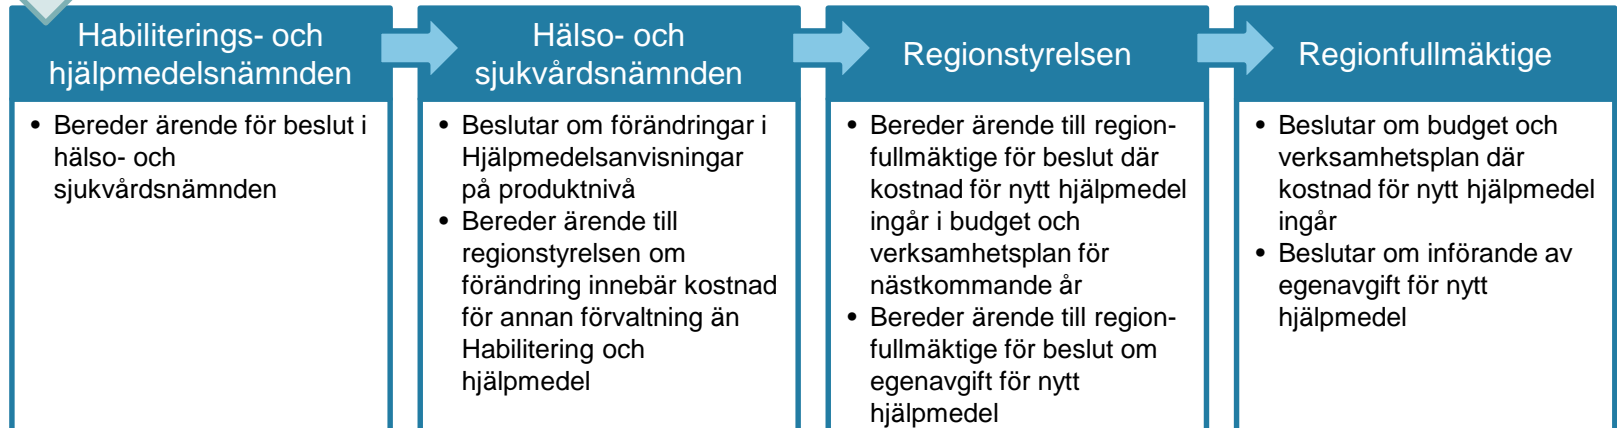 Habiliterings- och
hjälpmedelsnämnden
• Bereder ärende för beslut i
hälso- och
sjukvårdsnämnden
Hälso- och
sjukvårdsnämnden
• Beslutar om förändringar i
Hjälpmedelsanvisningar
på produktnivå
• Bereder ärende till
regionstyrelsen om
förändring innebär kostnad
för annan förvaltning än
Habilitering och
hjälpmedel
Regionstyrelsen
• Bereder ärende till region-
fullmäktige för beslut där
kostnad för nytt hjälpmedel
ingår i budget och
verksamhetsplan för
nästkommande år
• Bereder ärende till region-
fullmäktige för beslut om
egenavgift för nytt
hjälpmedel
Regionfullmäktige
• Beslutar om budget och
verksamhetsplan där
kostnad för nytt hjälpmedel
ingår
• Beslutar om införande av
egenavgift för nytt
hjälpmedel